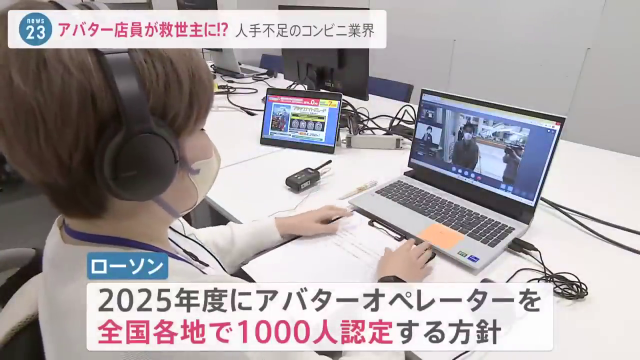 news
23
アバター店員が救世主に!? 人手不足のコンビニ業界
ローソン
2025年度にアバターオペレーターを
全国各地で1000人認定する方針